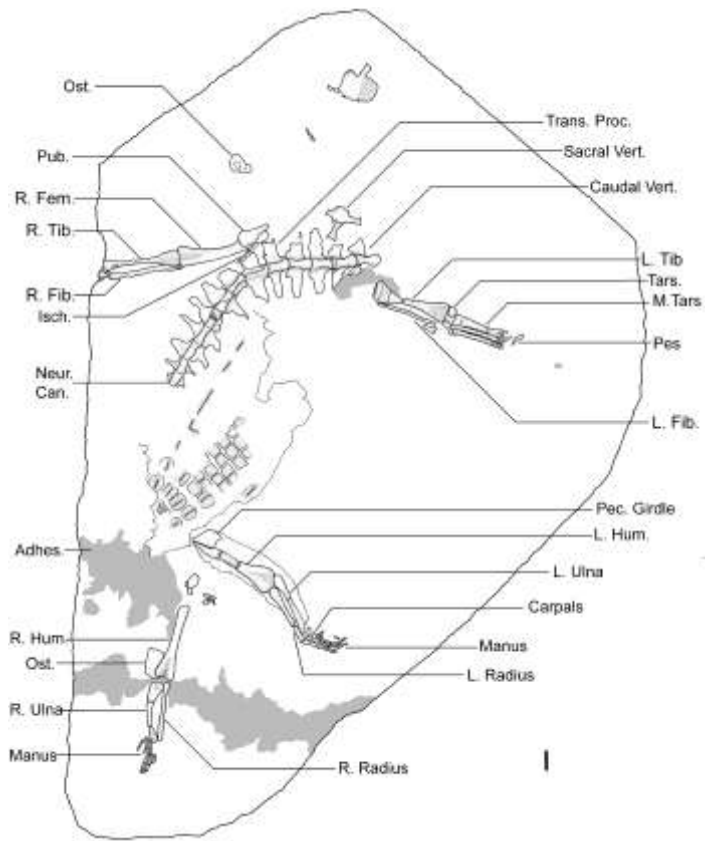 Ost.
Trans. Proc.
Sacral Vert.
Pub.
Caudal Vert.
R. Fem.
R. Tib.
L. Tib
Tars.
R. Fib.
M.Tars
Isch.
Pes
Neur.
Can.
L. Fib.
Pec. Girdle
L. Hum.
Adhes.
L. Ulna
Carpals
R. Hum.
Manus
Ost.
L. Radius
R. Ulna
Manus
R. Radius